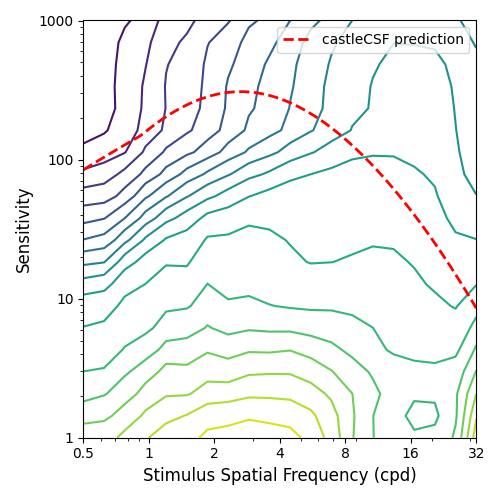 castleCSF prediction
1000
100
10
1
Sensitivity
0.5 1 2 4 8 16 32
Stimulus Spatial Frequency (cpd)